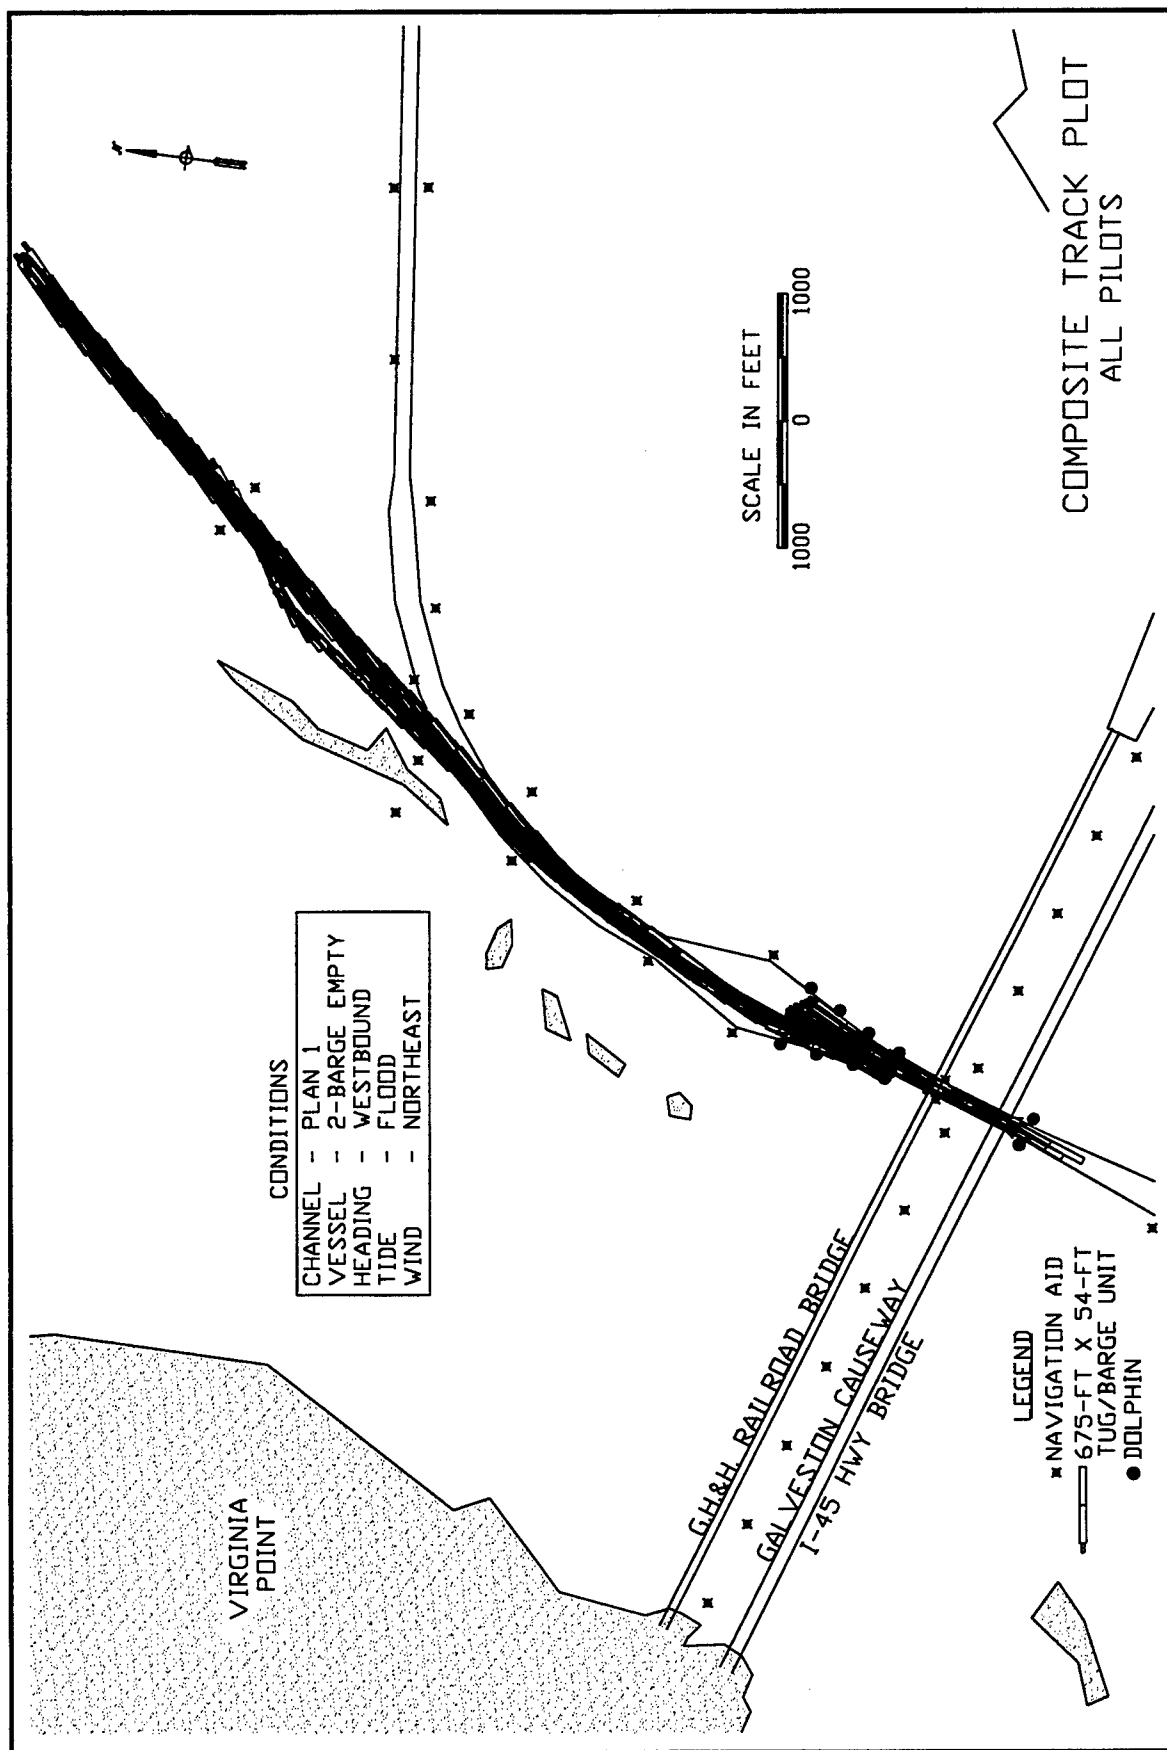 CONDITIONS
CHANNEL - PLAN 1
VESSEL - 2-BARGE EMPTY
HEADING - WESTBOUND
TIDE - FLOOD
WIND - NORTHEAST
VIRGINIA
POINT
N
SCALE IN FEET
1000 0 1000
G.H.&H. RAILROAD BRIDGE
GALVESTON CAUSEWAY
I-45 HWY BRIDGE
LEGEND
NAVIGATION AID
675-FT X 54-FT
TUG/BARGE UNIT
DOLPHIN
COMPOSITE TRACK PLOT
ALL PILOTS